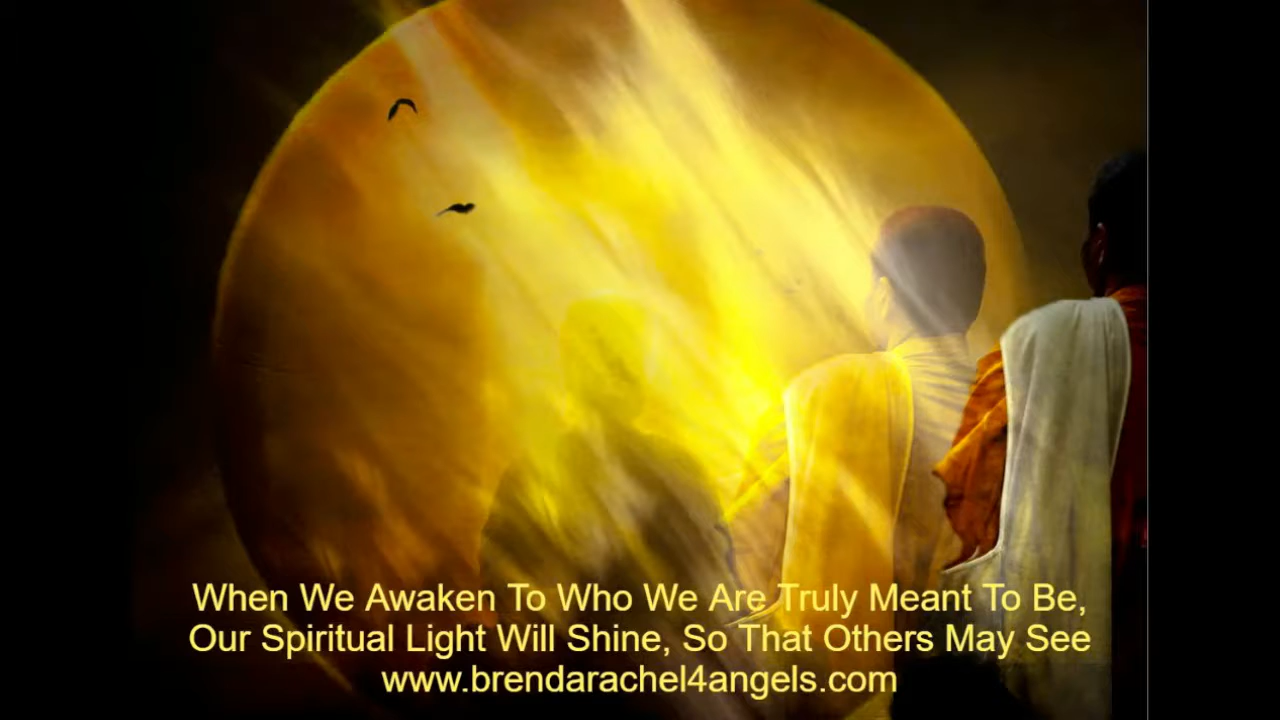 When We Awaken To Who We Are Truly Meant To Be,
Our Spiritual Light Will Shine, So That Others May See
www.brendarachel4angels.com